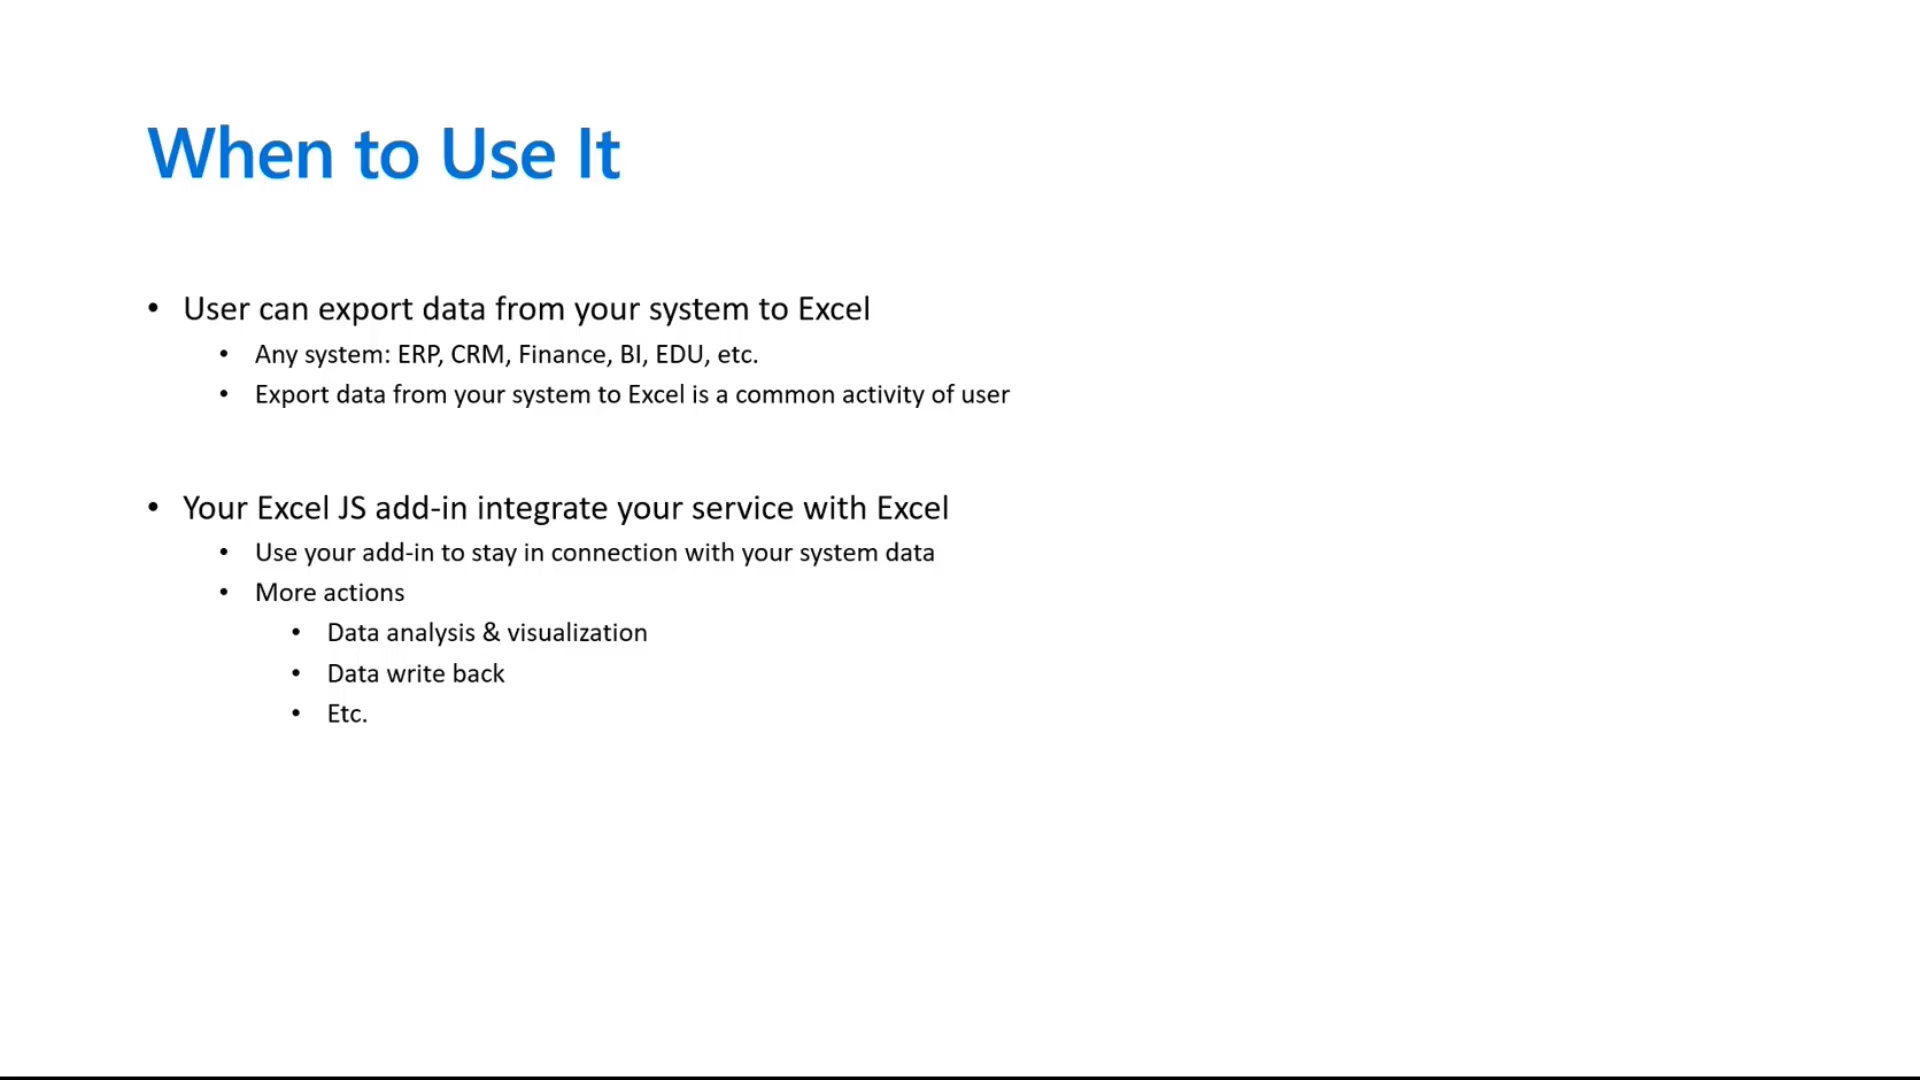 When to Use It
• User can export data from your system to Excel
• Any system: ERP, CRM, Finance, BI, EDU, etc.
• Export data from your system to Excel is a common activity of user
• Your Excel JS add-in integrate your service with Excel
• Use your add-in to stay in connection with your system data
• More actions
• Data analysis & visualization
• Data write back
• Etc.